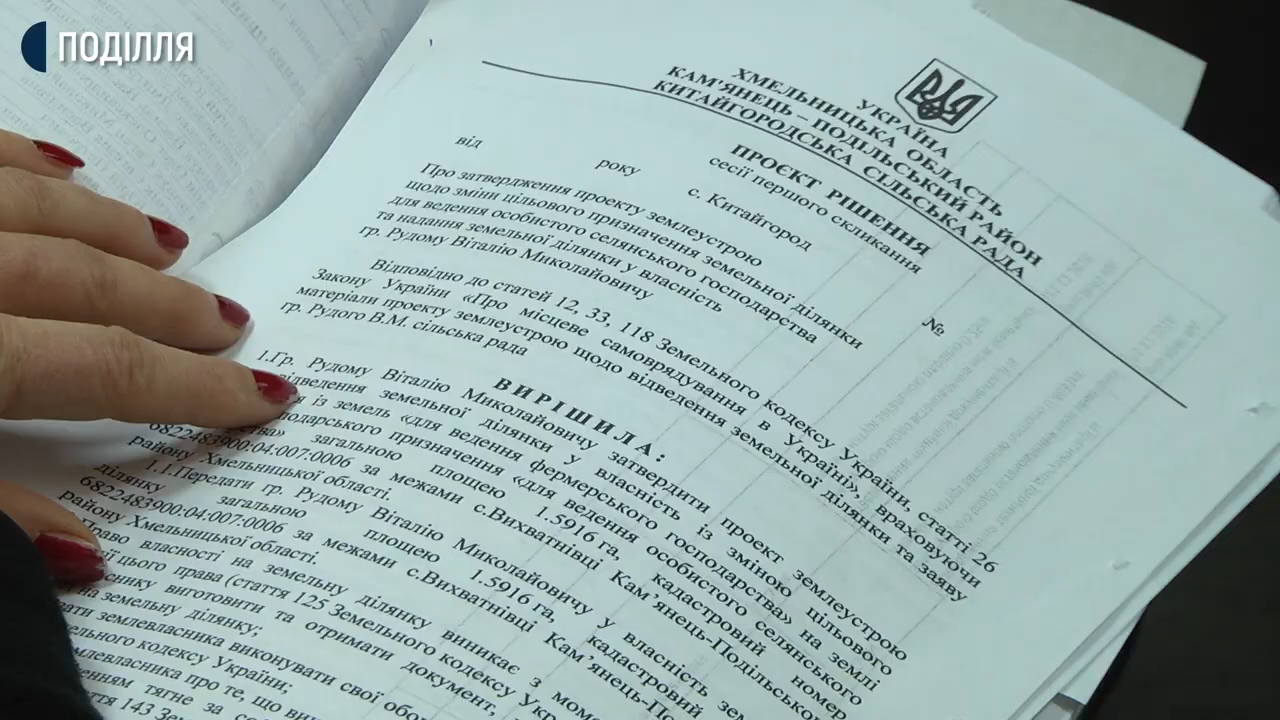 ПОДІЛЛЯ
УКРАЇНА
ХМЕЛЬНИЦЬКА ОБЛАСТЬ
КАМ'ЯНЕЦЬ – ПОДІЛЬСЬКИЙ РАЙОН
КИТАЙГОРОДСЬКА СІЛЬСЬКА РАДА
ПРОЄКТ РІШЕННЯ
сесії першого скликання
від року с. Китайгород №
Про затвердження проекту землеустрою
щодо зміни цільового призначення земельної ділянки
для ведення особистого селянського господарства
та надання земельної ділянки у власність
гр. Рудому Віталію Миколайовичу
Відповідно до статей 12, 33, 118 Земельного кодексу України, статті 26
Закону України «Про місцеве самоврядування в Україні», враховуючи
матеріали проекту землеустрою щодо відведення земельної ділянки та заяву
гр. Рудого В.М. сільська рада
ВИРІШИЛА:
1.Гр. Рудому Віталію Миколайовичу затвердити проект землеустрою
відведення земельної ділянки у власність із зміною цільового
із земель «для ведення фермерського господарства» на землі
призначення «для ведення особистого селянського
загальною площею 1.5916 га, кадастровий номер
6822483900:04:007:0006 за межами с.Вихватнівці Кам’янець-Подільського
району Хмельницької області.
1.1.Передати гр. Рудому Віталію Миколайовичу у власність
ділянку загальною площею 1.5916 га, кадастровий
6822483900:04:007:0006 за межами с.Вихватнівці Кам’янець-По
району Хмельницької області.
Право власності на земельну ділянку виникає з
цього права (стаття 125 Земельного кодексу Укр
виготовити та отримати документ,
на земельну ділянку;
землевласника виконувати свої
кодексу України,
про те, що
тягне за
143 Зем